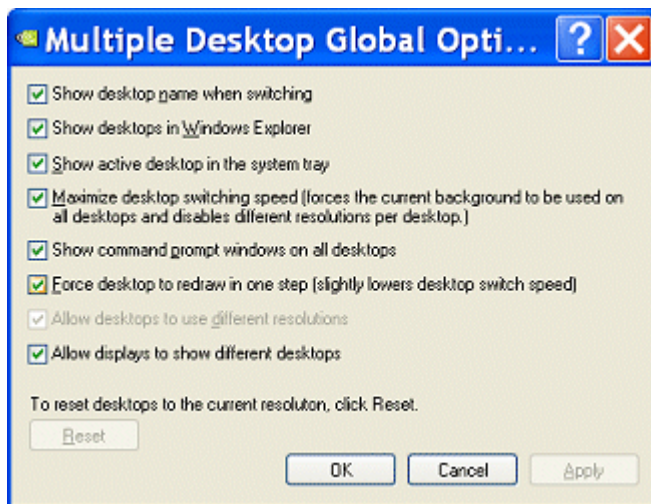 Multiple Desktop Global Opti...
Show desktop name when switching
Show desktops in Windows Explorer
Show active desktop in the system tray
Maximize desktop switching speed (forces the current background to be used on
all desktops and disables different resolutions per desktop.)
Show command prompt windows on all desktops
Force desktop to redraw in one step (slightly lowers desktop switch speed)
Allow desktops to use different resolutions
Allow displays to show different desktops
To reset desktops to the current resoluton, click Reset.
Reset
OK Cancel Apply